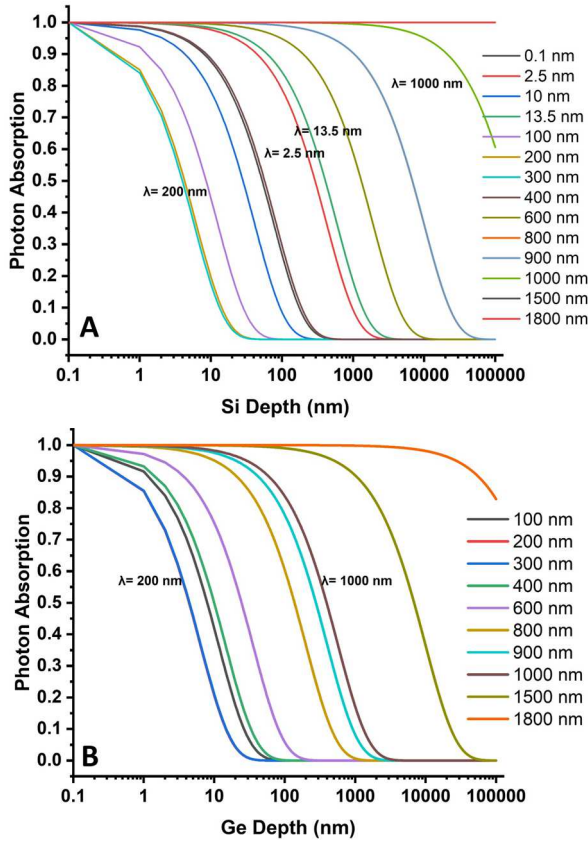 1.0
0.9
0.8
0.7
0.6
0.5
0.4
0.3
0.2
0.1
0.0
Photon Absorption
λ= 1000 nm
λ= 13.5 nm
λ= 2.5 nm
λ= 200 nm
A
0.1 1 10 100 1000 10000 100000
Si Depth (nm)
0.1 nm
2.5 nm
10 nm
13.5 nm
100 nm
200 nm
300 nm
400 nm
600 nm
800 nm
900 nm
1000 nm
1500 nm
1800 nm
1.0
0.9
0.8
0.7
0.6
0.5
0.4
0.3
0.2
0.1
0.0
Photon Absorption
λ= 200 nm
λ= 1000 nm
B
0.1 1 10 100 1000 10000 100000
Ge Depth (nm)
100 nm
200 nm
300 nm
400 nm
600 nm
800 nm
900 nm
1000 nm
1500 nm
1800 nm